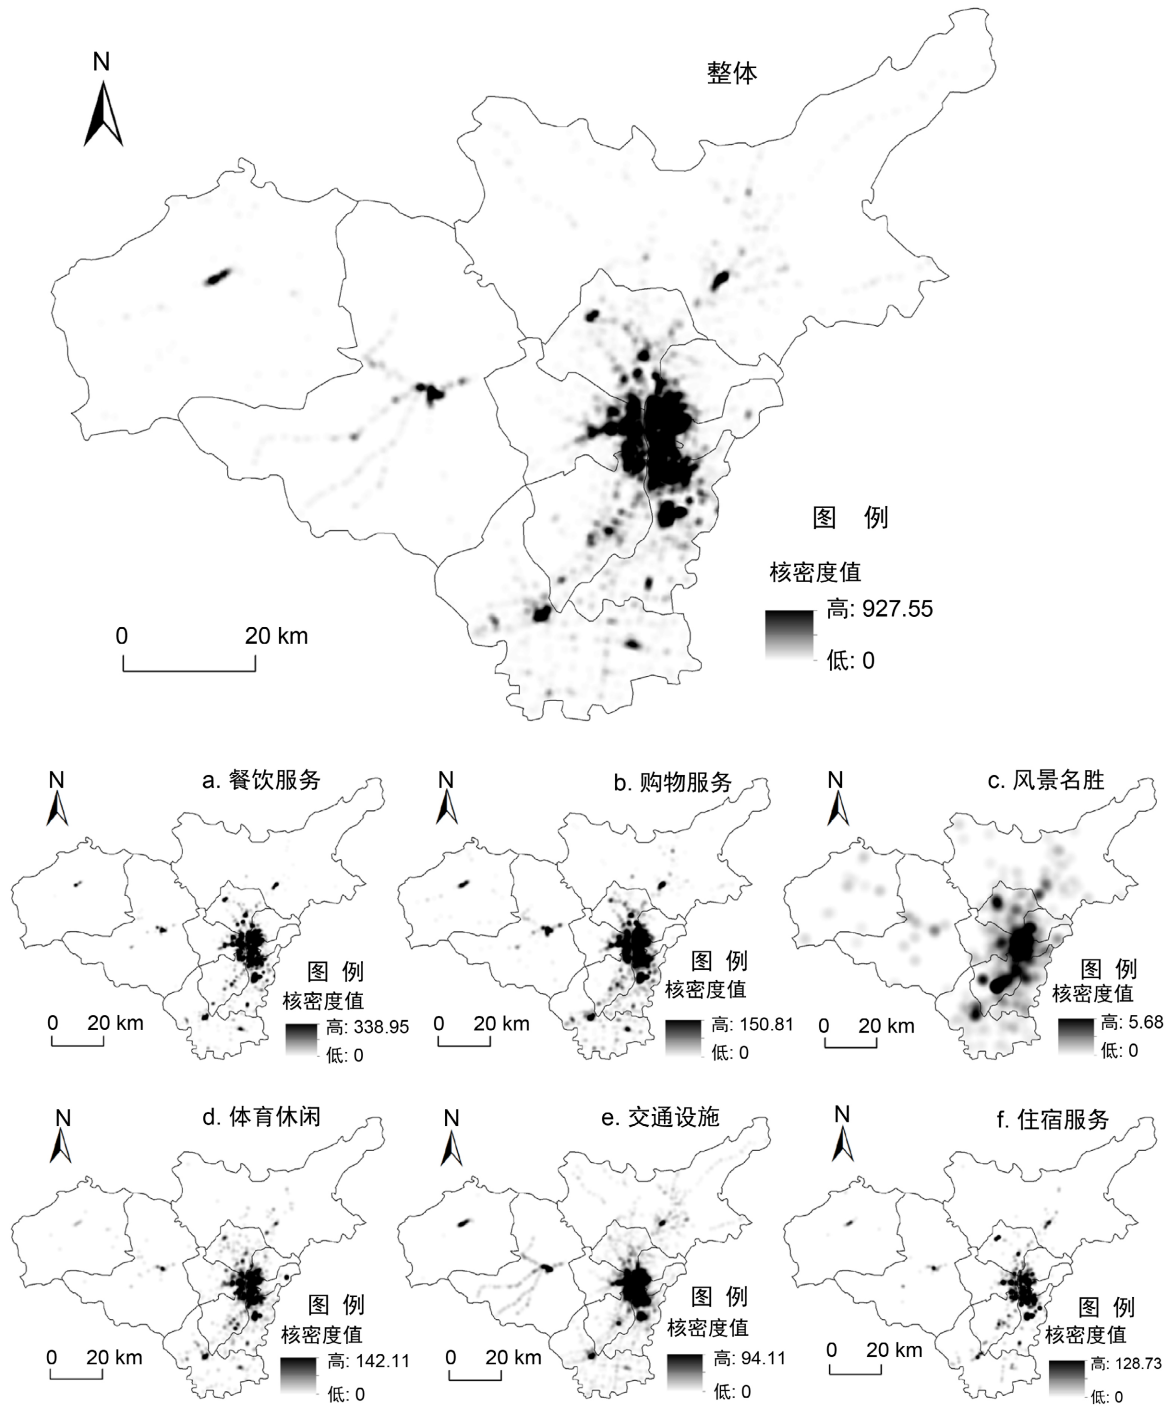 N
整体
图 例
核密度值
高: 927.55
低: 0
0 20 km
N
a. 餐饮服务
图 例
核密度值
高: 338.95
低: 0
0 20 km
N
b. 购物服务
图 例
核密度值
高: 150.81
低: 0
0 20 km
N
c. 风景名胜
图 例
核密度值
高: 5.68
低: 0
0 20 km
N
d. 体育休闲
图 例
核密度值
高: 142.11
低: 0
0 20 km
N
e. 交通设施
图 例
核密度值
高: 94.11
低: 0
0 20 km
N
f. 住宿服务
图 例
核密度值
高: 128.73
低: 0
0 20 km